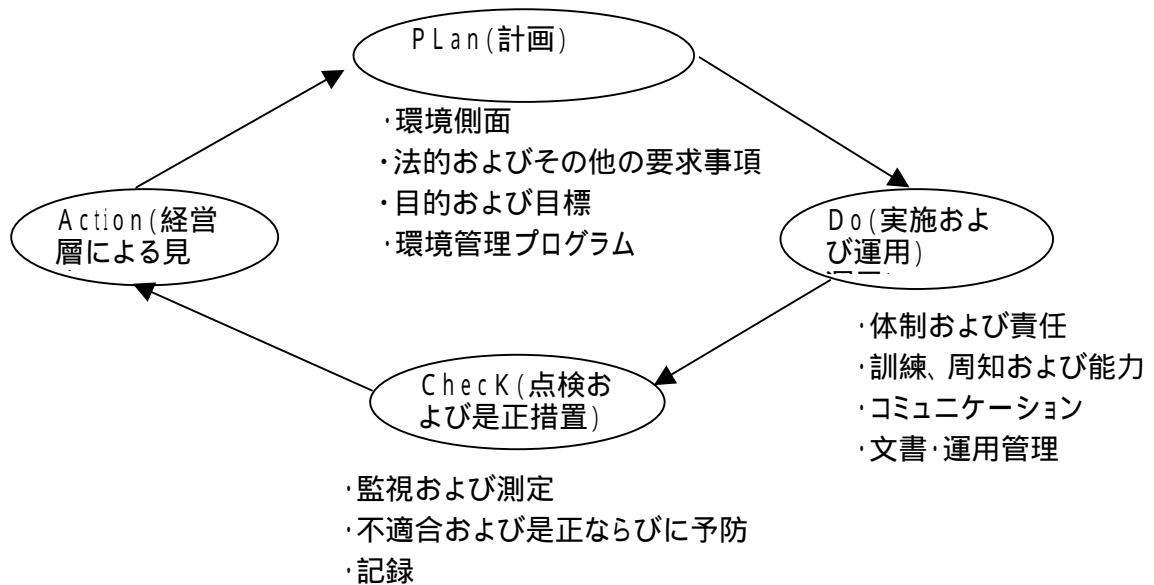 PLan(計画)
・環境側面
・法的およびその他の要求事項
・目的および目標
・環境管理プログラム
Action(経営
層による見
Do(実施およ
び運用)
・体制および責任
・訓練、周知および能力
・コミュニケーション
・文書・運用管理
ChecK(点検お
よび是正措置)
・監視および測定
・不適合および是正ならびに予防
・記録